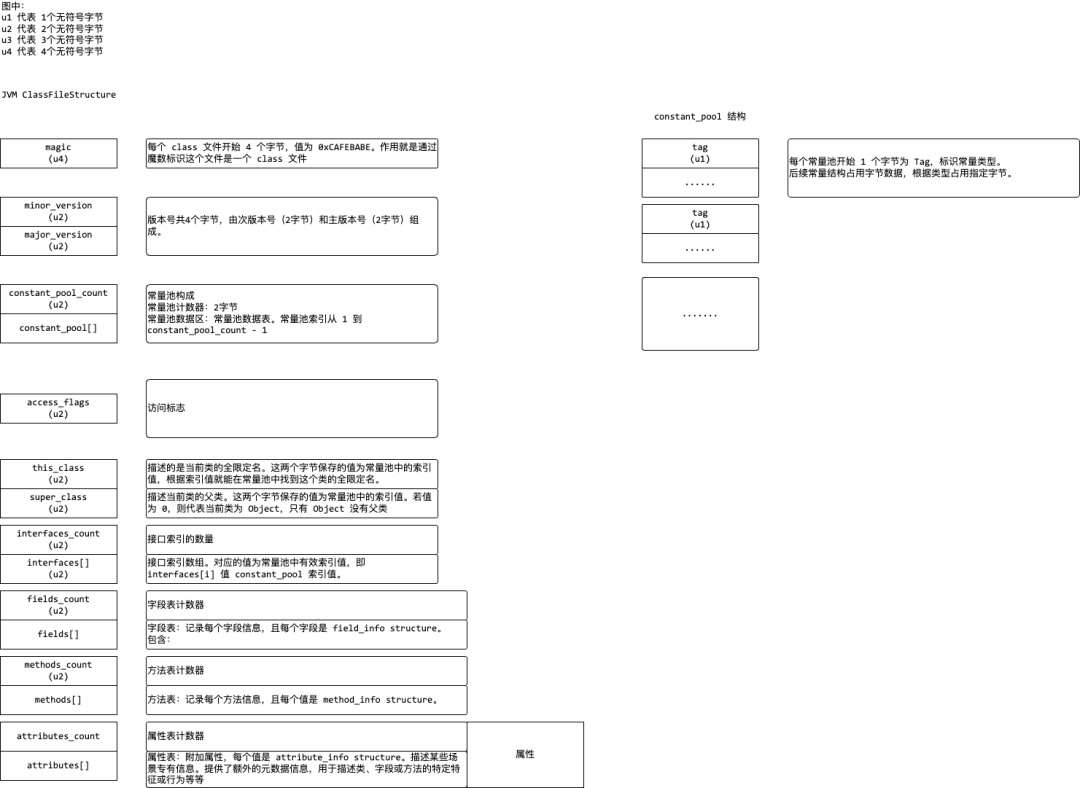 图中：
u1 代表 1个无符号字节
u2 代表 2个无符号字节
u3 代表 3个无符号字节
u4 代表 4个无符号字节
JVM ClassFileStructure
constant_pool 结构
magic
(u4)
每个 class 文件开始 4 个字节，值为 0xCAFEBABE。作用就是通过
魔数标识这个文件是一个 class 文件
tag
(u1)
......
每个常量池开始 1 个字节为 Tag，标识常量类型。
后续常量结构占用字节数据，根据类型占用指定字节。
minor_version
(u2)
major_version
(u2)
版本号共4个字节，由次版本号（2字节）和主版本号（2字节）组
成。
tag
(u1)
......
constant_pool_count
(u2)
constant_pool[]
常量池构成
常量池计数器：2字节
常量池数据区：常量池数据表。常量池索引从 1 到
constant_pool_count - 1
.......
access_flags
(u2)
访问标志
this_class
(u2)
描述的是当前类的全限定名。这两个字节保存的值为常量池中的索引
值，根据索引值就能在常量池中找到这个类的全限定名。
super_class
(u2)
描述当前类的父类。这两个字节保存的值为常量池中的索引值。若值
为 0，则代表当前类为 Object，只有 Object 没有父类
interfaces_count
(u2)
接口索引的数量
interfaces[]
(u2)
接口索引数组。对应的值为常量池中有效索引值，即
interfaces[i] 值 constant_pool 索引值。
fields_count
(u2)
字段表计数器
fields[]
字段表：记录每个字段信息，且每个字段是 field_info structure。
包含：
methods_count
(u2)
方法表计数器
methods[]
方法表：记录每个方法信息，且每个值是 method_info structure。
attributes_count
属性表计数器
属性
attributes[]
属性表：附加属性，每个值是 attribute_info structure。描述某些场
景专有信息。提供了额外的元数据信息，用于描述类、字段或方法的特定特
征或行为等等